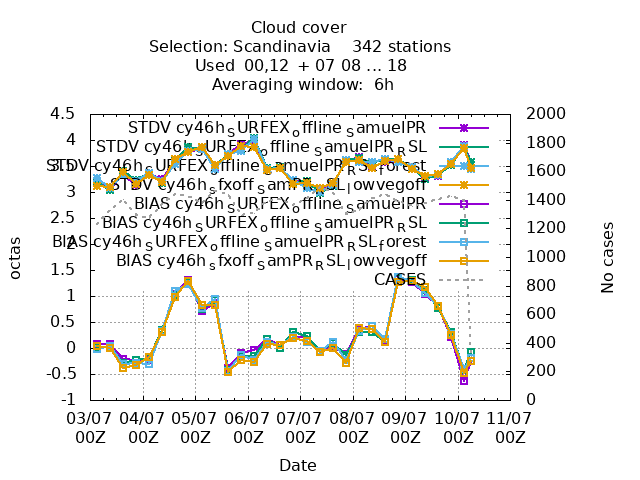 Cloud cover
Selection: Scandinavia 342 stations
Used 00,12 + 07 08 ... 18
Averaging window: 6h
octas
No cases
4.5
4
3.5
3
2.5
2
1.5
1
0.5
0
-0.5
-1
2000
1800
1600
1400
1200
1000
800
600
400
200
0
STDV cy46h_SURFEX_offline_samuelPR
STDV cy46h_SURFEX_offline_samuelPR_RSL
STDV cy46h_SURFEX_offline_samuelPR_RSL_forest
STDV cy46h_sfxoff_samPR_RSL_lowvegoff
BIAS cy46h_SURFEX_offline_samuelPR
BIAS cy46h_SURFEX_offline_samuelPR_RSL
BIAS cy46h_SURFEX_offline_samuelPR_RSL_forest
BIAS cy46h_sfxoff_samPR_RSL_lowvegoff
CASES
03/07 04/07 05/07 06/07 07/07 08/07 09/07 10/07 11/07
00Z 00Z 00Z 00Z 00Z 00Z 00Z 00Z 00Z
Date